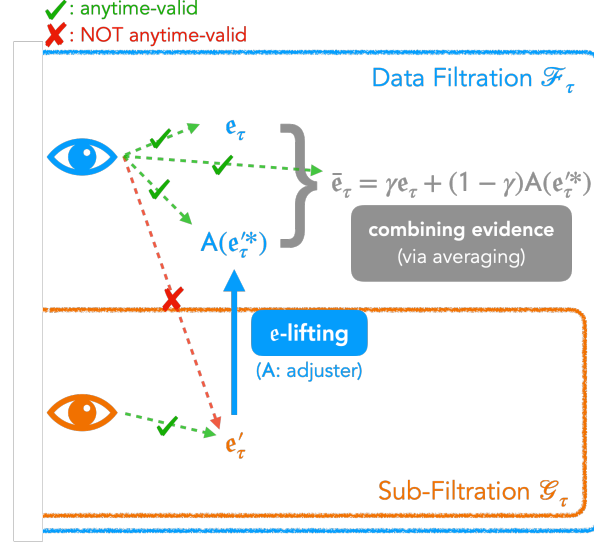 ✓: anytime-valid
✗: NOT anytime-valid
Data Filtration ℱ_τ
𝔢_τ
ē_τ = γ𝔢_τ + (1 − γ)A(𝔢′*_τ)
A(𝔢′*_τ)
combining evidence
(via averaging)
𝔢-lifting
(A: adjuster)
𝔢′_τ
Sub-Filtration 𝒢_τ